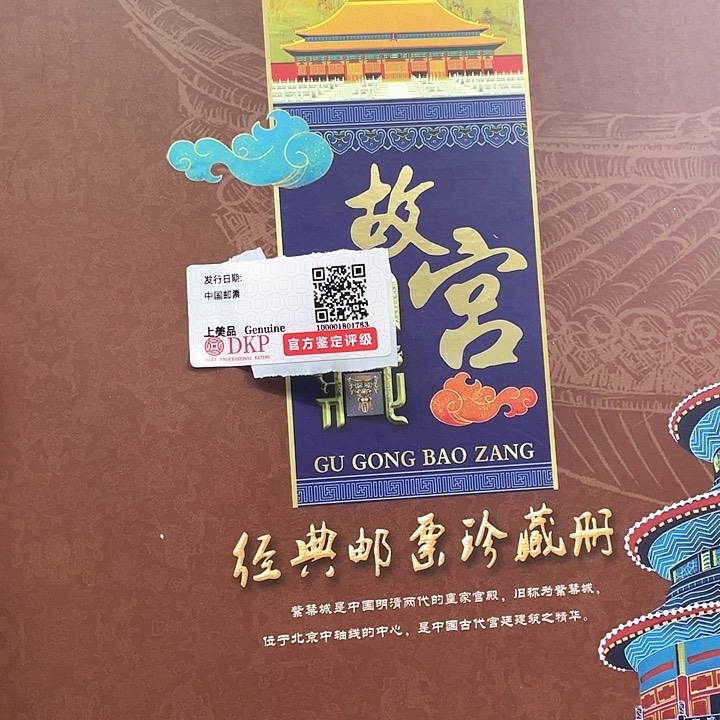 故宫
发行日期:
中国邮票
上美品 Genuine
100001801783
DKP
官方鉴定评级
DAKE PROFESSIONAL RATING
GU GONG BAO ZANG
经典邮票珍藏册
紫禁城是中国明清两代的皇家宫殿，旧称为紫禁城，
位于北京中轴线的中心，是中国古代宫廷建筑之精华。